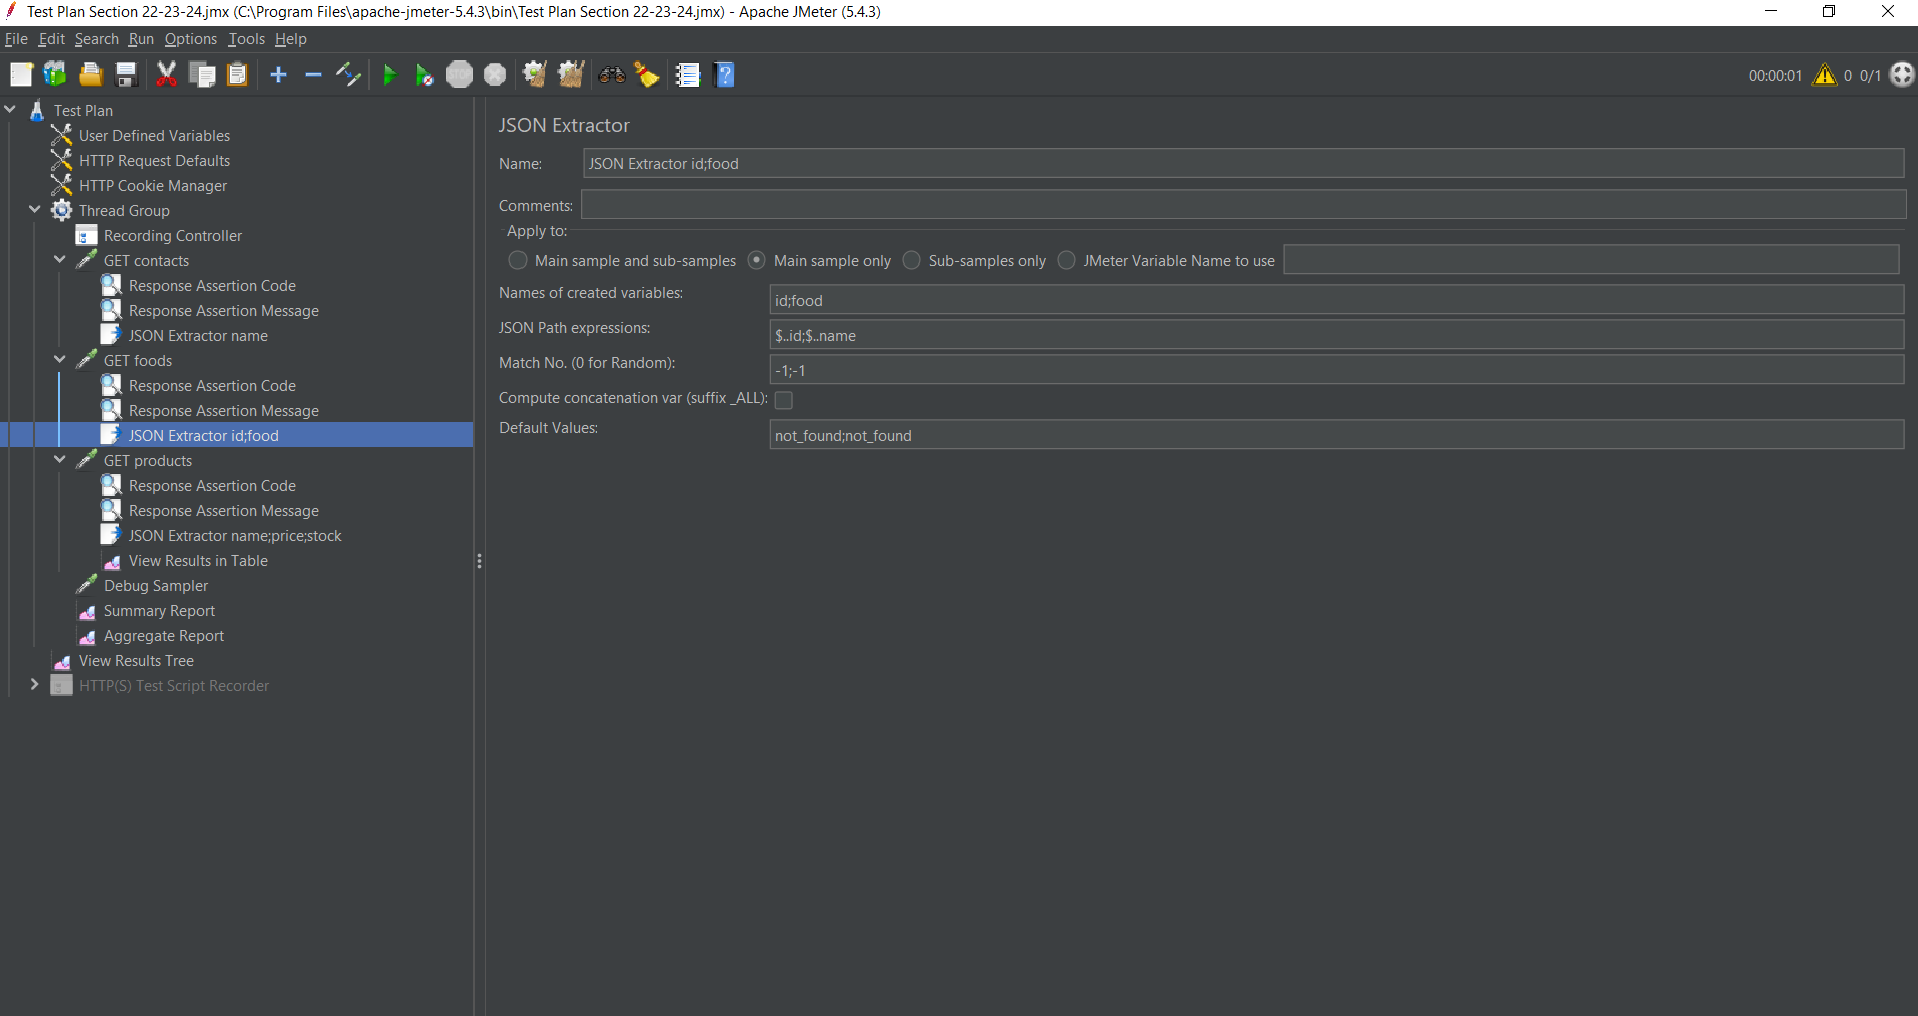 Test Plan Section 22-23-24.jmx (C:\Program Files\apache-jmeter-5.4.3\bin\Test Plan Section 22-23-24.jmx) - Apache JMeter (5.4.3)
File Edit Search Run Options Tools Help
STOP 00:00:01 0 0/1
Test Plan
User Defined Variables
HTTP Request Defaults
HTTP Cookie Manager
Thread Group
Recording Controller
GET contacts
Response Assertion Code
Response Assertion Message
JSON Extractor name
GET foods
Response Assertion Code
Response Assertion Message
JSON Extractor id;food
GET products
Response Assertion Code
Response Assertion Message
JSON Extractor name;price;stock
View Results in Table
Debug Sampler
Summary Report
Aggregate Report
View Results Tree
HTTP(S) Test Script Recorder
JSON Extractor
Name: JSON Extractor id;food
Comments:
Apply to:
Main sample and sub-samples Main sample only Sub-samples only JMeter Variable Name to use
Names of created variables: id;food
JSON Path expressions: $..id;$..name
Match No. (0 for Random): -1;-1
Compute concatenation var (suffix _ALL):
Default Values: not_found;not_found